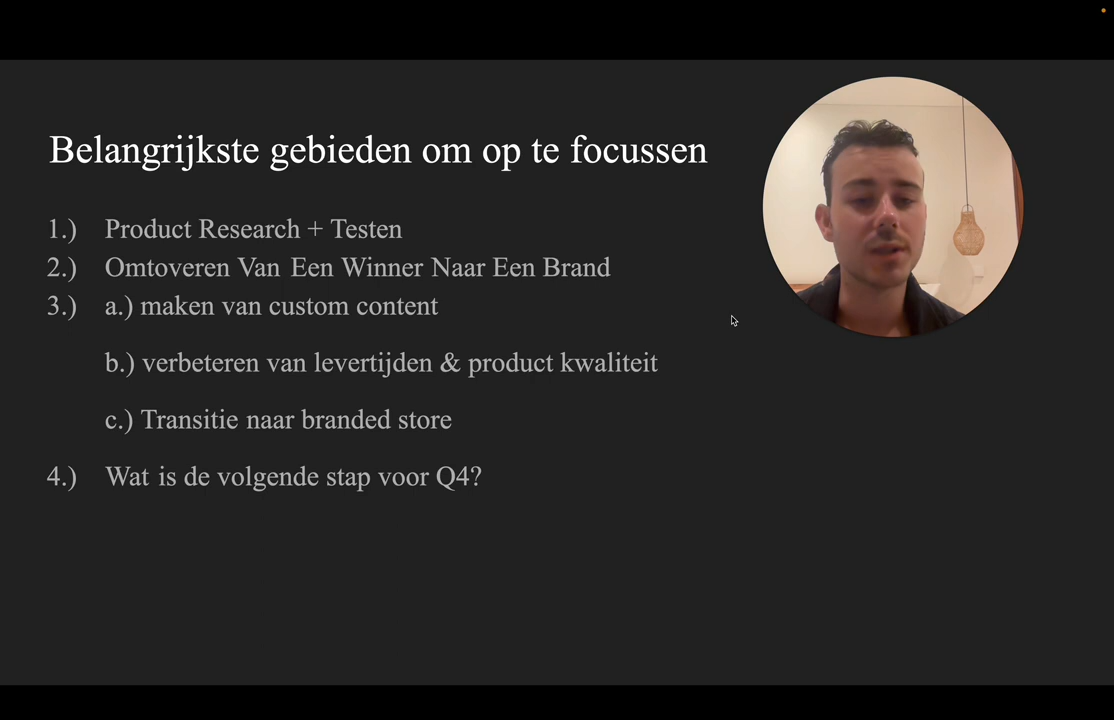 Belangrijkste gebieden om op te focussen
1.) Product Research + Testen
2.) Omtoveren Van Een Winner Naar Een Brand
3.) a.) maken van custom content
b.) verbeteren van levertijden & product kwaliteit
c.) Transitie naar branded store
4.) Wat is de volgende stap voor Q4?